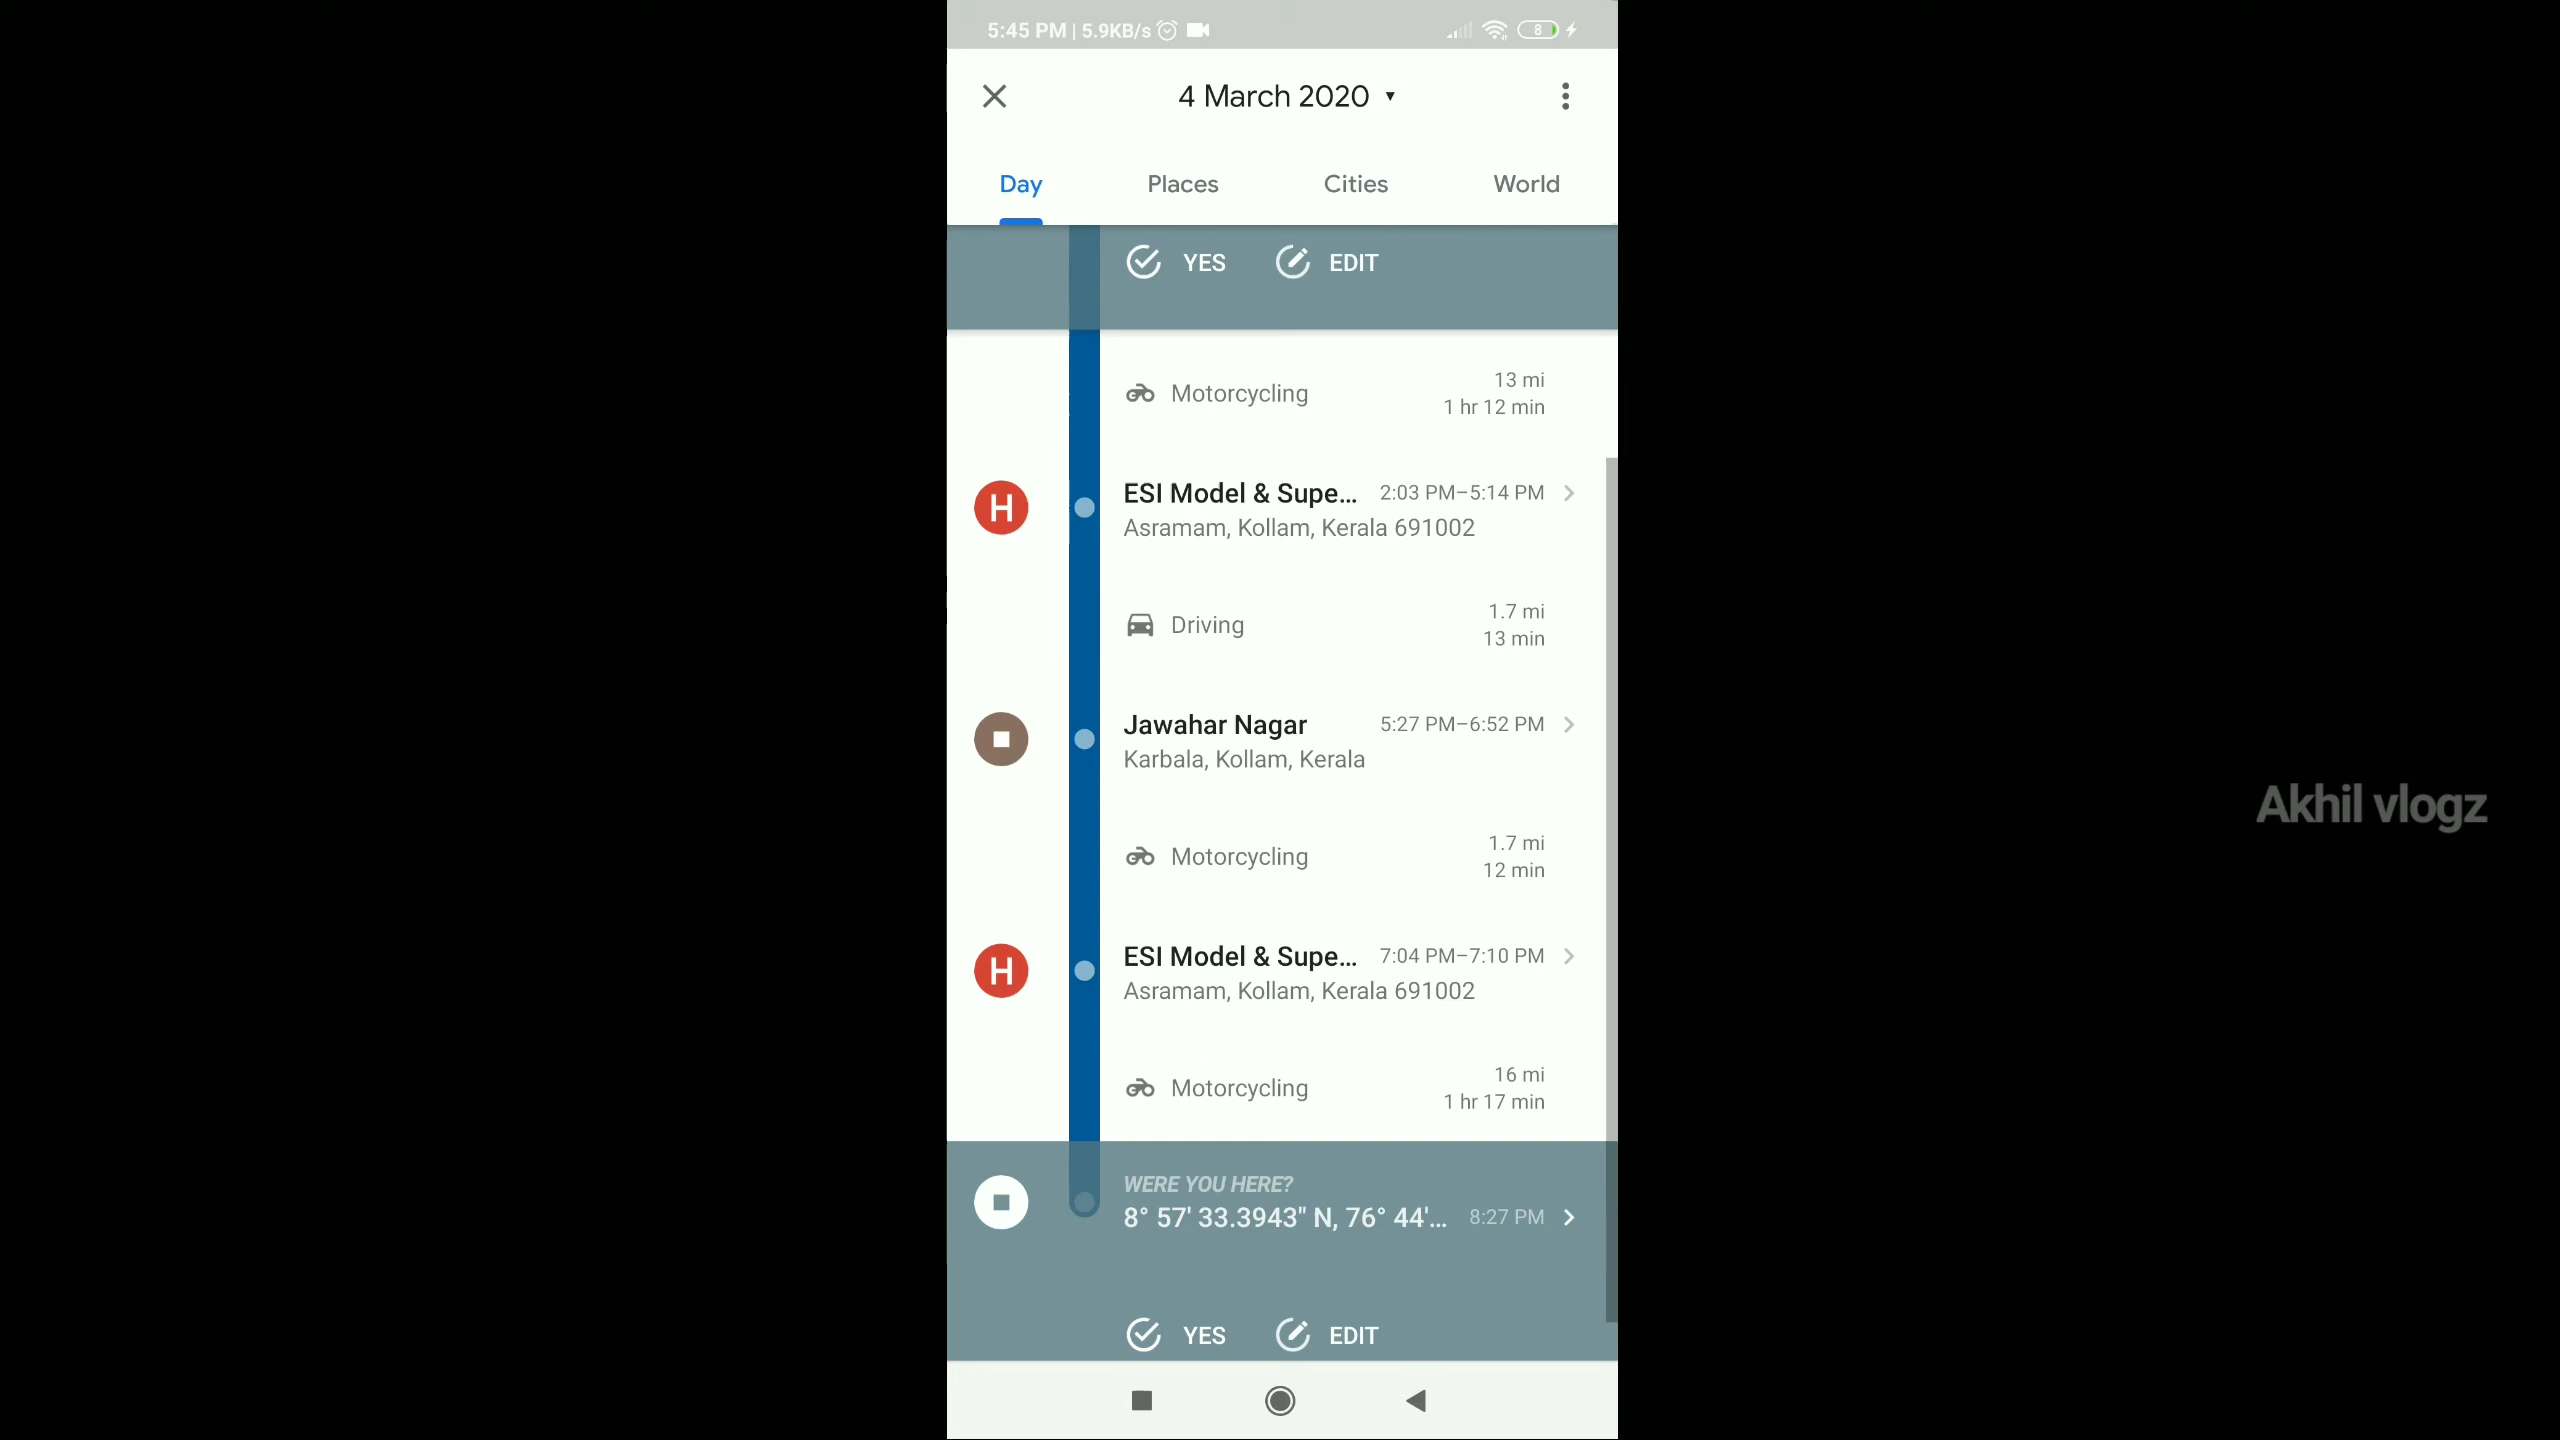 5:45 PM | 5.9KB/s
8
4 March 2020
Day Places Cities World
YES EDIT
Motorcycling 13 mi
1 hr 12 min
H ESI Model & Supe... 2:03 PM–5:14 PM
Asramam, Kollam, Kerala 691002
Driving 1.7 mi
13 min
Jawahar Nagar 5:27 PM–6:52 PM
Karbala, Kollam, Kerala
Akhil vlogz
Motorcycling 1.7 mi
12 min
H ESI Model & Supe... 7:04 PM–7:10 PM
Asramam, Kollam, Kerala 691002
Motorcycling 16 mi
1 hr 17 min
WERE YOU HERE?
8° 57' 33.3943" N, 76° 44'... 8:27 PM
YES EDIT